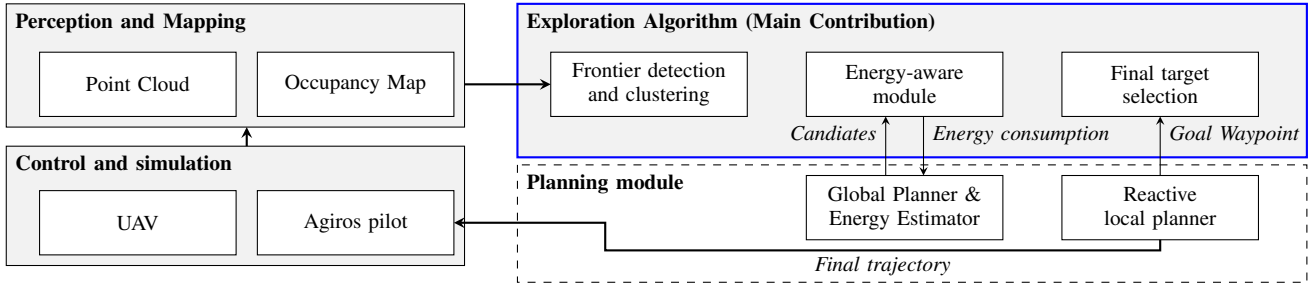 Perception and Mapping
Point Cloud
Occupancy Map
Control and simulation
UAV
Agiros pilot
Exploration Algorithm (Main Contribution)
Frontier detection
and clustering
Energy-aware
module
Final target
selection
Candiates
Energy consumption
Goal Waypoint
Planning module
Global Planner &
Energy Estimator
Reactive
local planner
Final trajectory